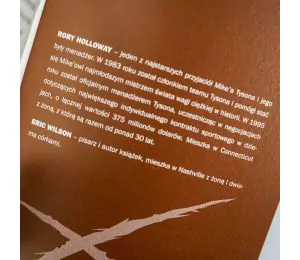 RORY HOLLOWAY – jeden z najstarszych przyjaciół Mike'a Tysona i jego
były menadżer. W 1983 roku został członkiem teamu Tysona i pomógł stać
się Mike'owi najmłodszym mistrzem świata wagi ciężkiej w historii. W 1995
roku został oficjalnym menadżerem Tysona, uczestnicząc w negocjacjach
dotyczących największego indywidualnego kontraktu sportowego w dzie-
jach, o łącznej wartości 375 milionów dolarów. Mieszka w Connecticut
z żoną, z którą są razem od ponad 30 lat.
ERIC WILSON – pisarz i autor książek, mieszka w Nashville z żoną i dwie-
ma córkami.